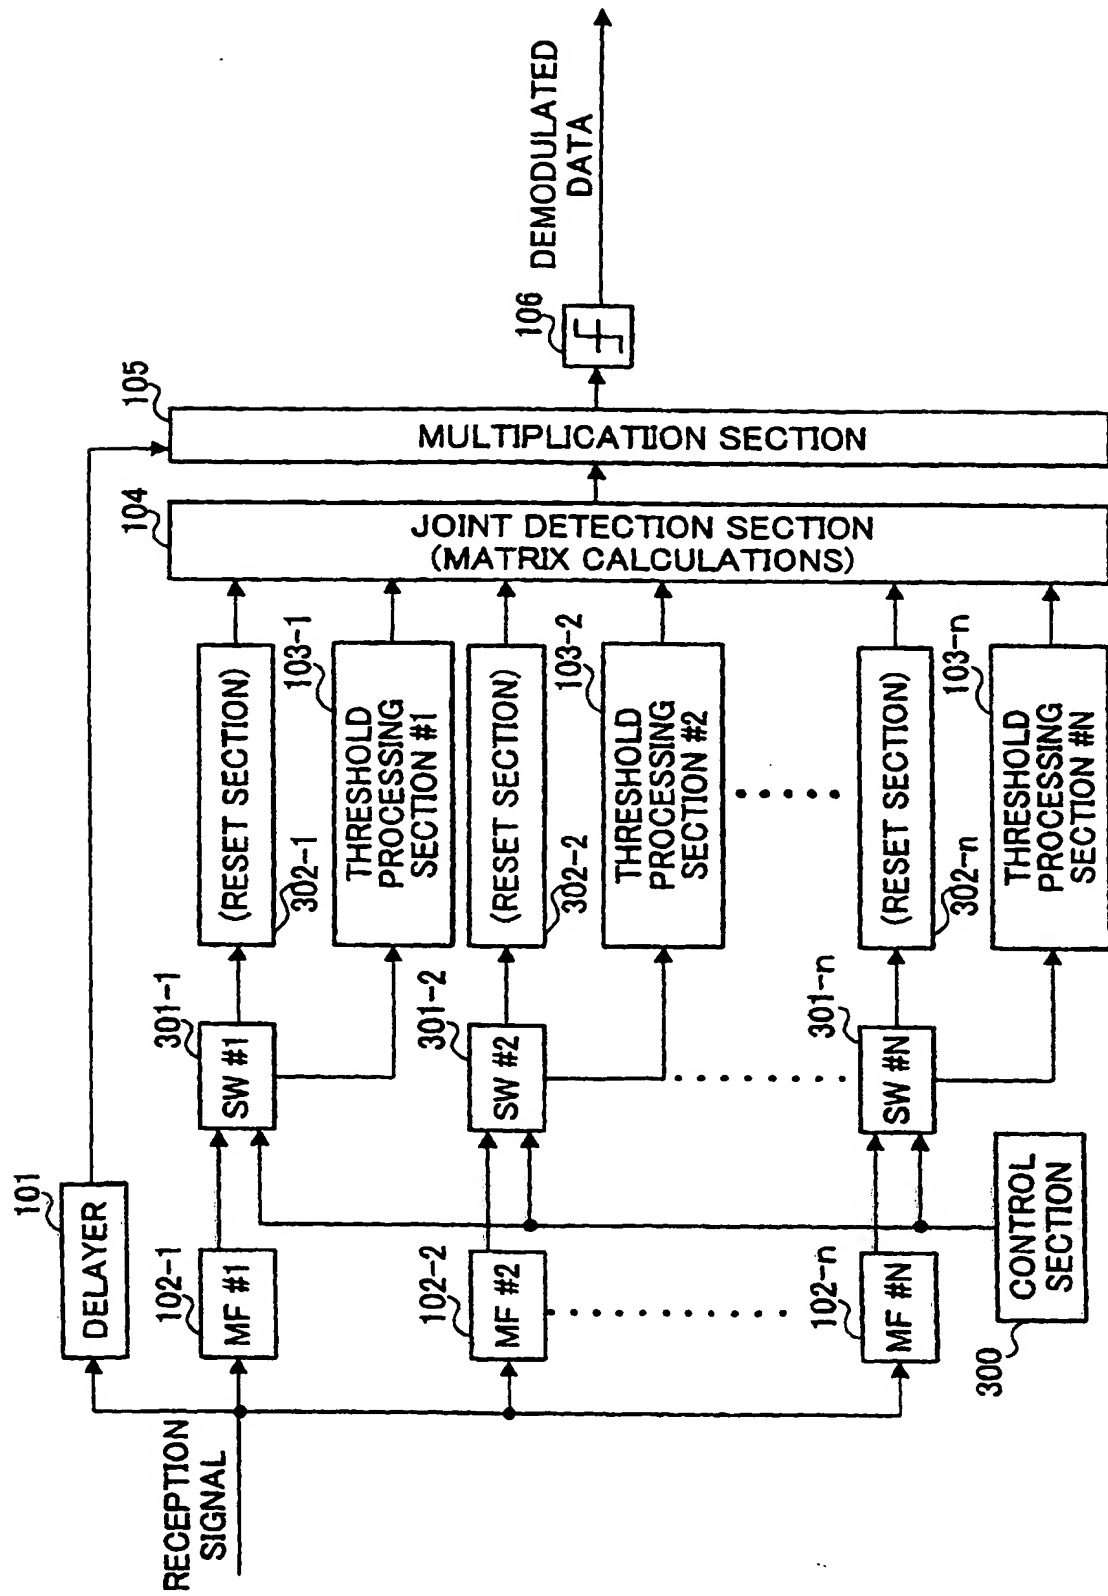 RECEPTION
SIGNAL
101
DELAYER
102-1
MF #1
102-2
MF #2
102-n
MF #N
300
CONTROL
SECTION
301-1
SW #1
301-2
SW #2
301-n
SW #N
302-1
(RESET SECTION)
103-1
THRESHOLD
PROCESSING
SECTION #1
302-2
(RESET SECTION)
103-2
THRESHOLD
PROCESSING
SECTION #2
302-n
(RESET SECTION)
103-n
THRESHOLD
PROCESSING
SECTION #N
104
JOINT DETECTION SECTION
(MATRIX CALCULATIONS)
105
MULTIPLICATIION SECTION
106
DEMODULATED
DATA